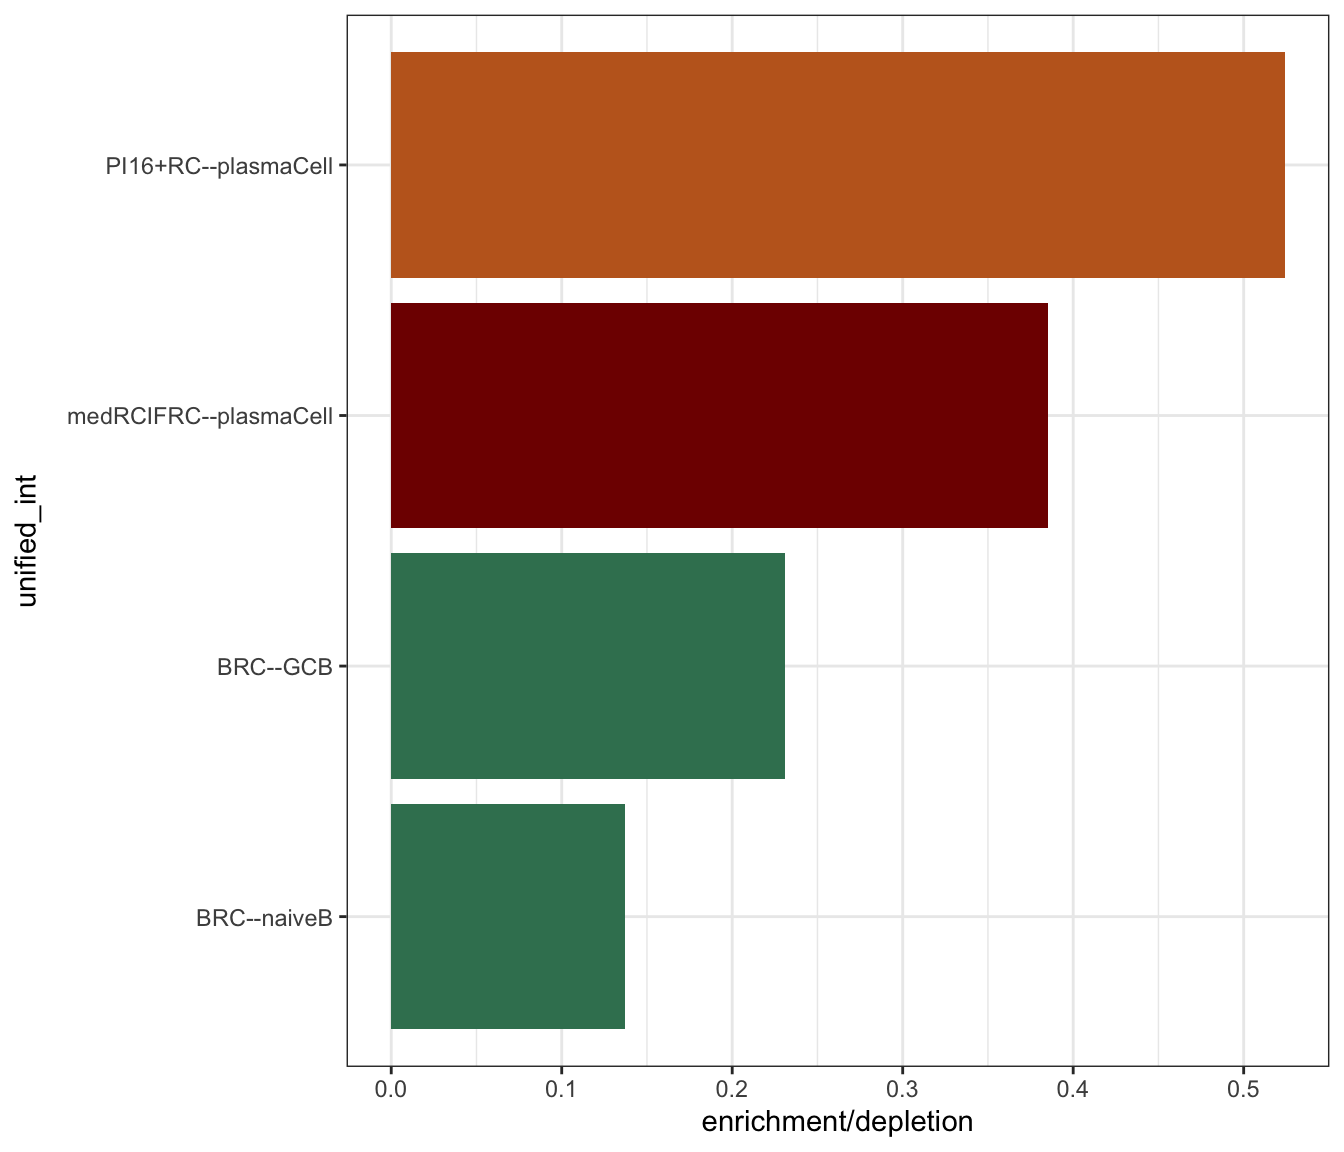 unified_int
PI16+RC--plasmaCell
medRCIFRC--plasmaCell
BRC--GCB
BRC--naiveB
0.0 0.1 0.2 0.3 0.4 0.5
enrichment/depletion